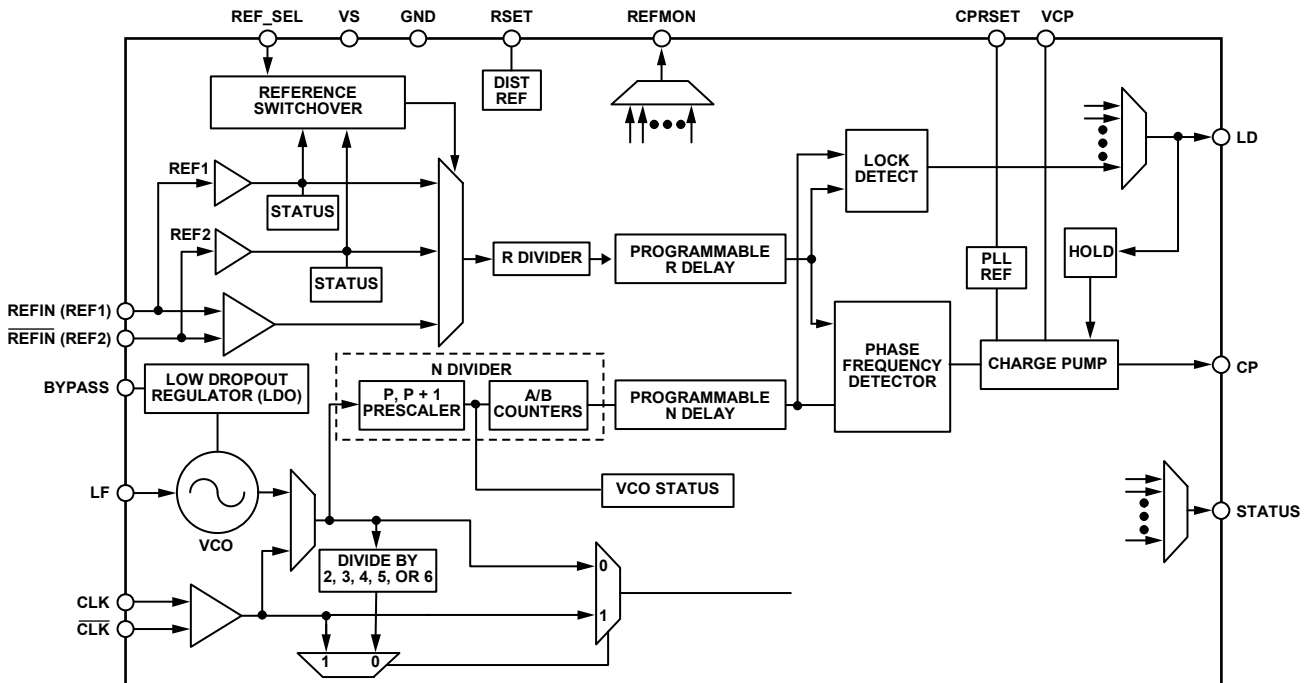 REF_SEL
VS
GND
RSET
REFMON
CPRSET
VCP
REFERENCE
SWITCHOVER
DIST
REF
LD
LOCK
DETECT
REF1
STATUS
REF2
STATUS
R DIVIDER
PROGRAMMABLE
R DELAY
PLL
REF
HOLD
REFIN (REF1)
REFIN (REF2)
BYPASS
LOW DROPOUT
REGULATOR (LDO)
N DIVIDER
P, P + 1
PRESCALER
A/B
COUNTERS
PROGRAMMABLE
N DELAY
PHASE
FREQUENCY
DETECTOR
CHARGE PUMP
CP
LF
VCO
VCO STATUS
STATUS
DIVIDE BY
2, 3, 4, 5, OR 6
0
1
CLK
CLK
1 0